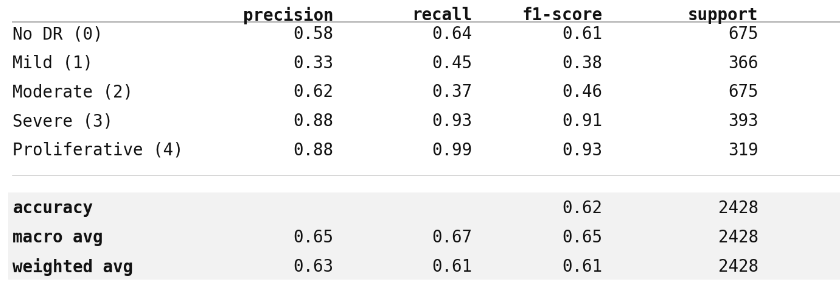 precision recall f1-score support
No DR (0) 0.58 0.64 0.61 675
Mild (1) 0.33 0.45 0.38 366
Moderate (2) 0.62 0.37 0.46 675
Severe (3) 0.88 0.93 0.91 393
Proliferative (4) 0.88 0.99 0.93 319
accuracy 0.62 2428
macro avg 0.65 0.67 0.65 2428
weighted avg 0.63 0.61 0.61 2428